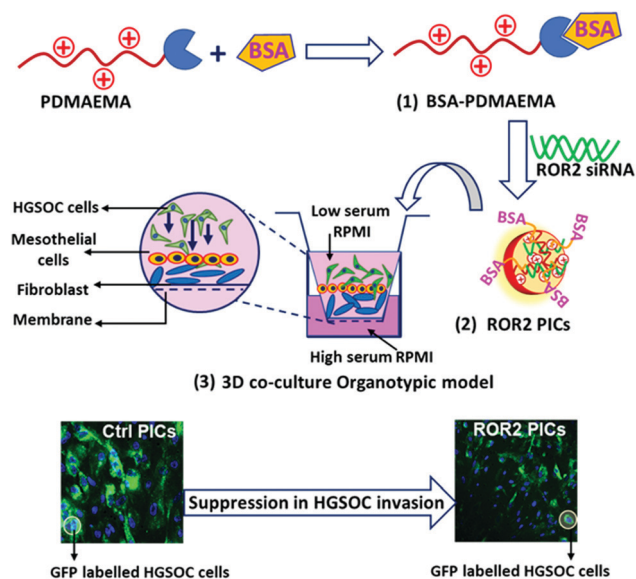 BSA
PDMAEMA
BSA
(1) BSA-PDMAEMA
ROR2 siRNA
HGSOC cells
Mesothelial
cells
Fibroblast
Membrane
Low serum
RPMI
High serum RPMI
BSA
BSA
BSA
BSA
(2) ROR2 PICs
(3) 3D co-culture Organotypic model
Ctrl PICs
Suppression in HGSOC invasion
ROR2 PICs
GFP labelled HGSOC cells
GFP labelled HGSOC cells